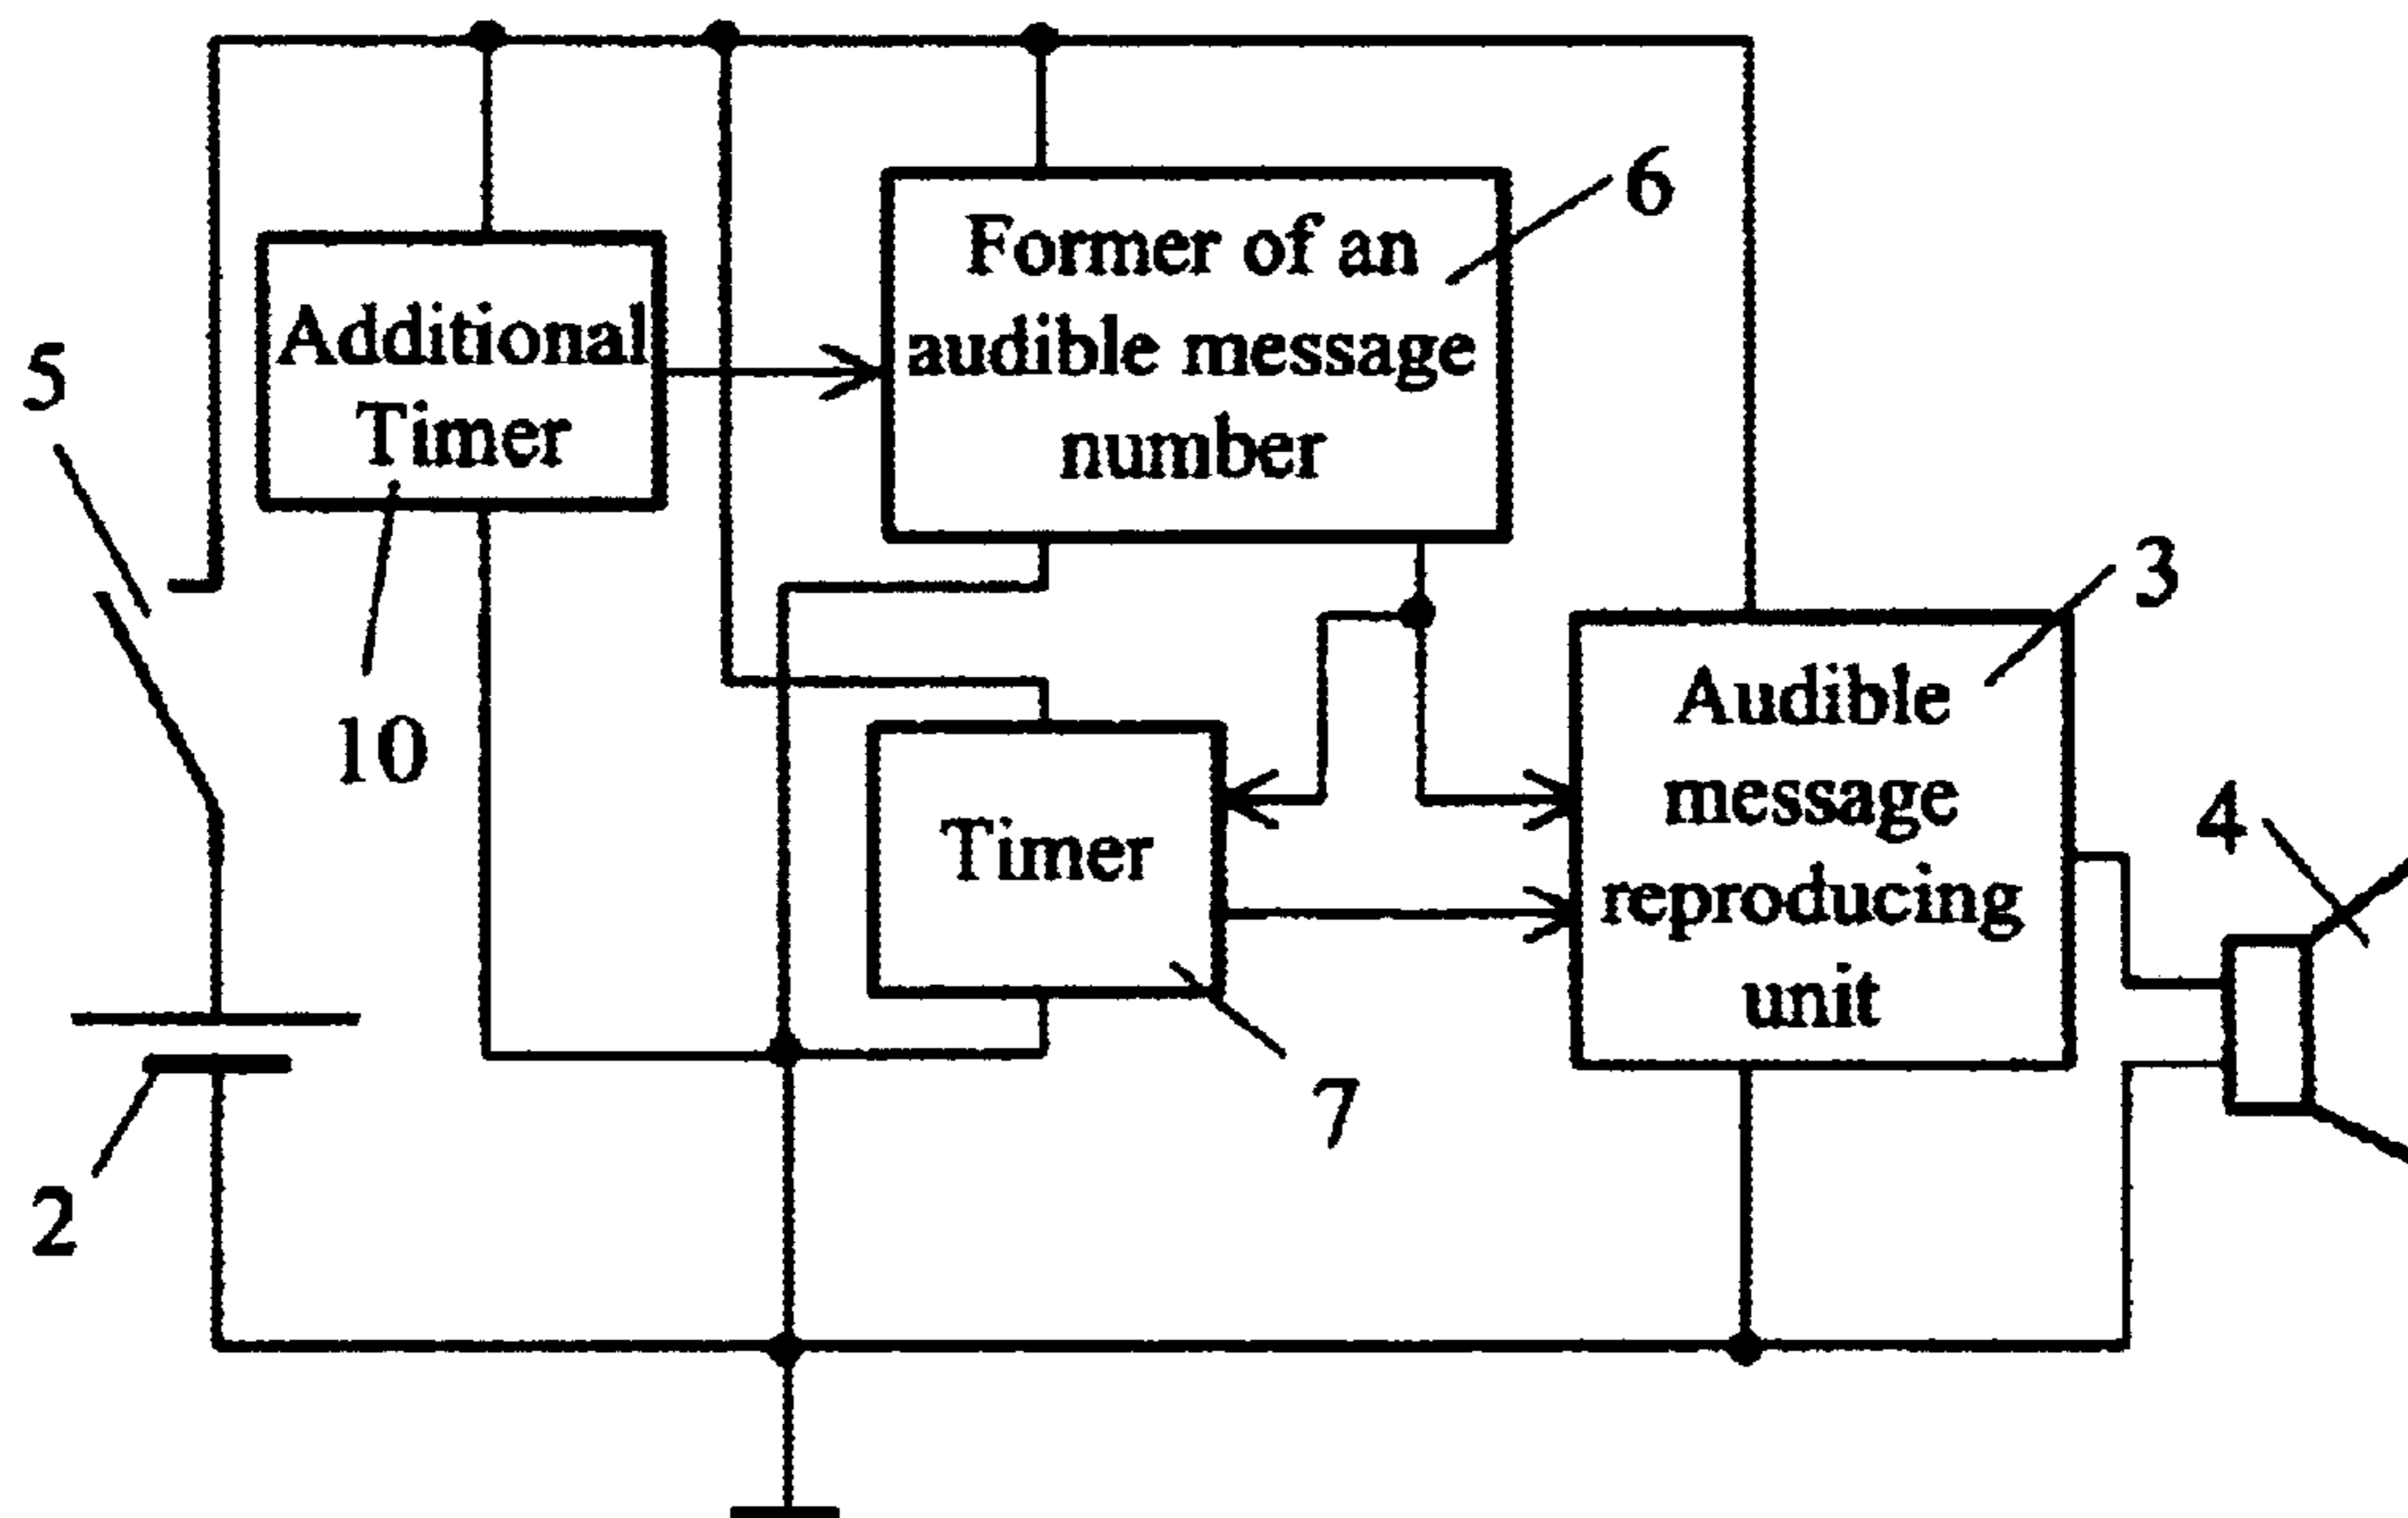 5
Additional
Timer
10
Former of an
audible message
number
6
Timer
7
Audible
message
reproducing
unit
3
4
2